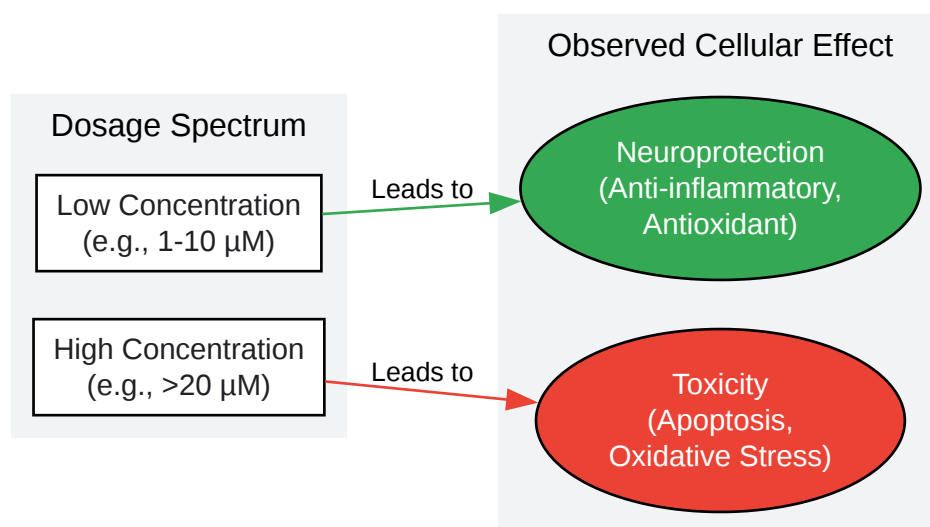 Observed Cellular Effect
Dosage Spectrum
Low Concentration
(e.g., 1-10 µM)
Leads to
Neuroprotection
(Anti-inflammatory,
Antioxidant)
High Concentration
(e.g., >20 µM)
Leads to
Toxicity
(Apoptosis,
Oxidative Stress)